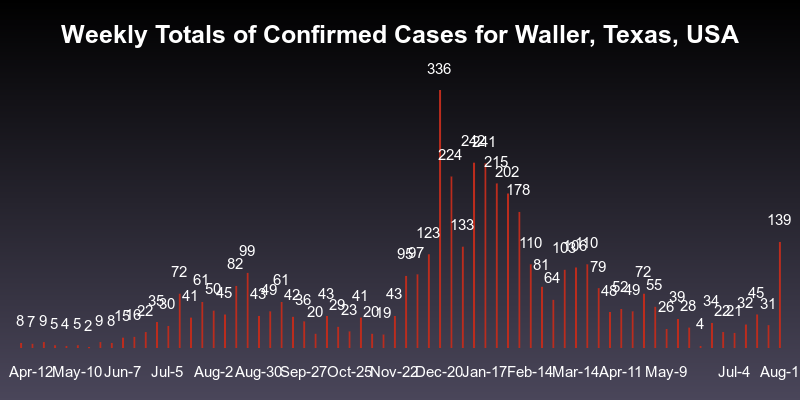 Weekly Totals of Confirmed Cases for Waller, Texas, USA
8 7 9 5 4 5 2 9 8 15 16 22 35 30 72 41 61 50 45 82 99 43 49 61 42 36 20 43 29 23 41 20 19 43 95 97 123 336 224 133 242 241 215 202 178 110 81 64 103 106 110 79 48 52 49 72 55 26 39 28 4 34 22 21 32 45 31 139
Apr-12 May-10 Jun-7 Jul-5 Aug-2 Aug-30 Sep-27 Oct-25 Nov-22 Dec-20 Jan-17 Feb-14 Mar-14 Apr-11 May-9 Jul-4 Aug-1